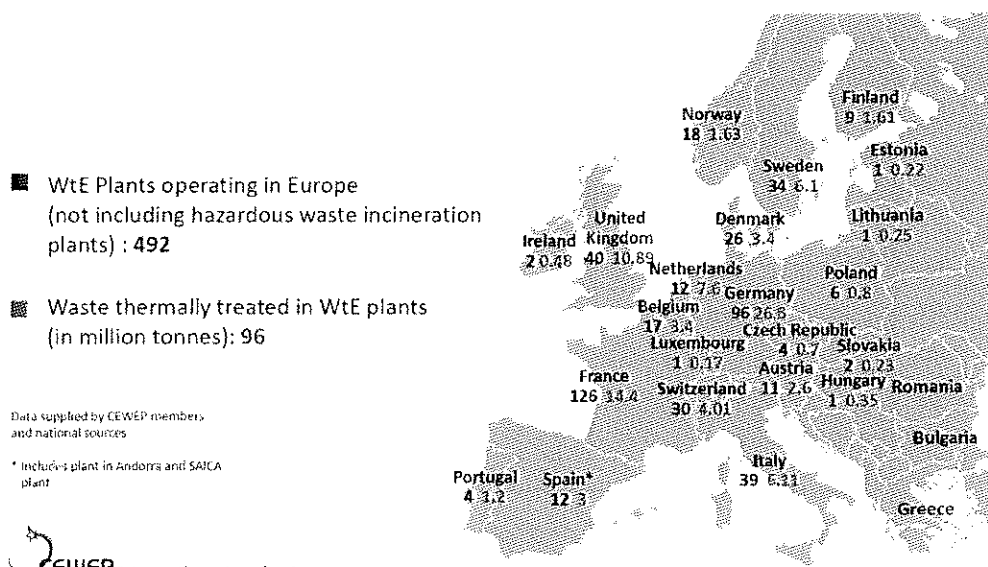 WtE Plants operating in Europe
(not including hazardous waste incineration
plants) : 492
Waste thermally treated in WtE plants
(in million tonnes): 96
Data supplied by CEWEP members
and national sources
* Includes plant in Andorra and SAICA
plant
CEWEP
Norway
18 1.63
Finland
9 1.61
Estonia
1 0.22
Sweden
34 6.1
Lithuania
1 0.25
Denmark
26 3.4
United
Kingdom
40 10.89
Ireland
2 0.48
Netherlands
12 7.6
Germany
96 26.8
Poland
6 0.8
Belgium
17 3.4
Czech Republic
4 0.7
Luxembourg
1 0.17
Slovakia
2 0.23
France
126 14.4
Switzerland
30 4.01
Austria
11 2.6
Hungary
1 0.35
Romania
Bulgaria
Italy
39 6.11
Portugal
4 1.2
Spain*
12 3
Greece